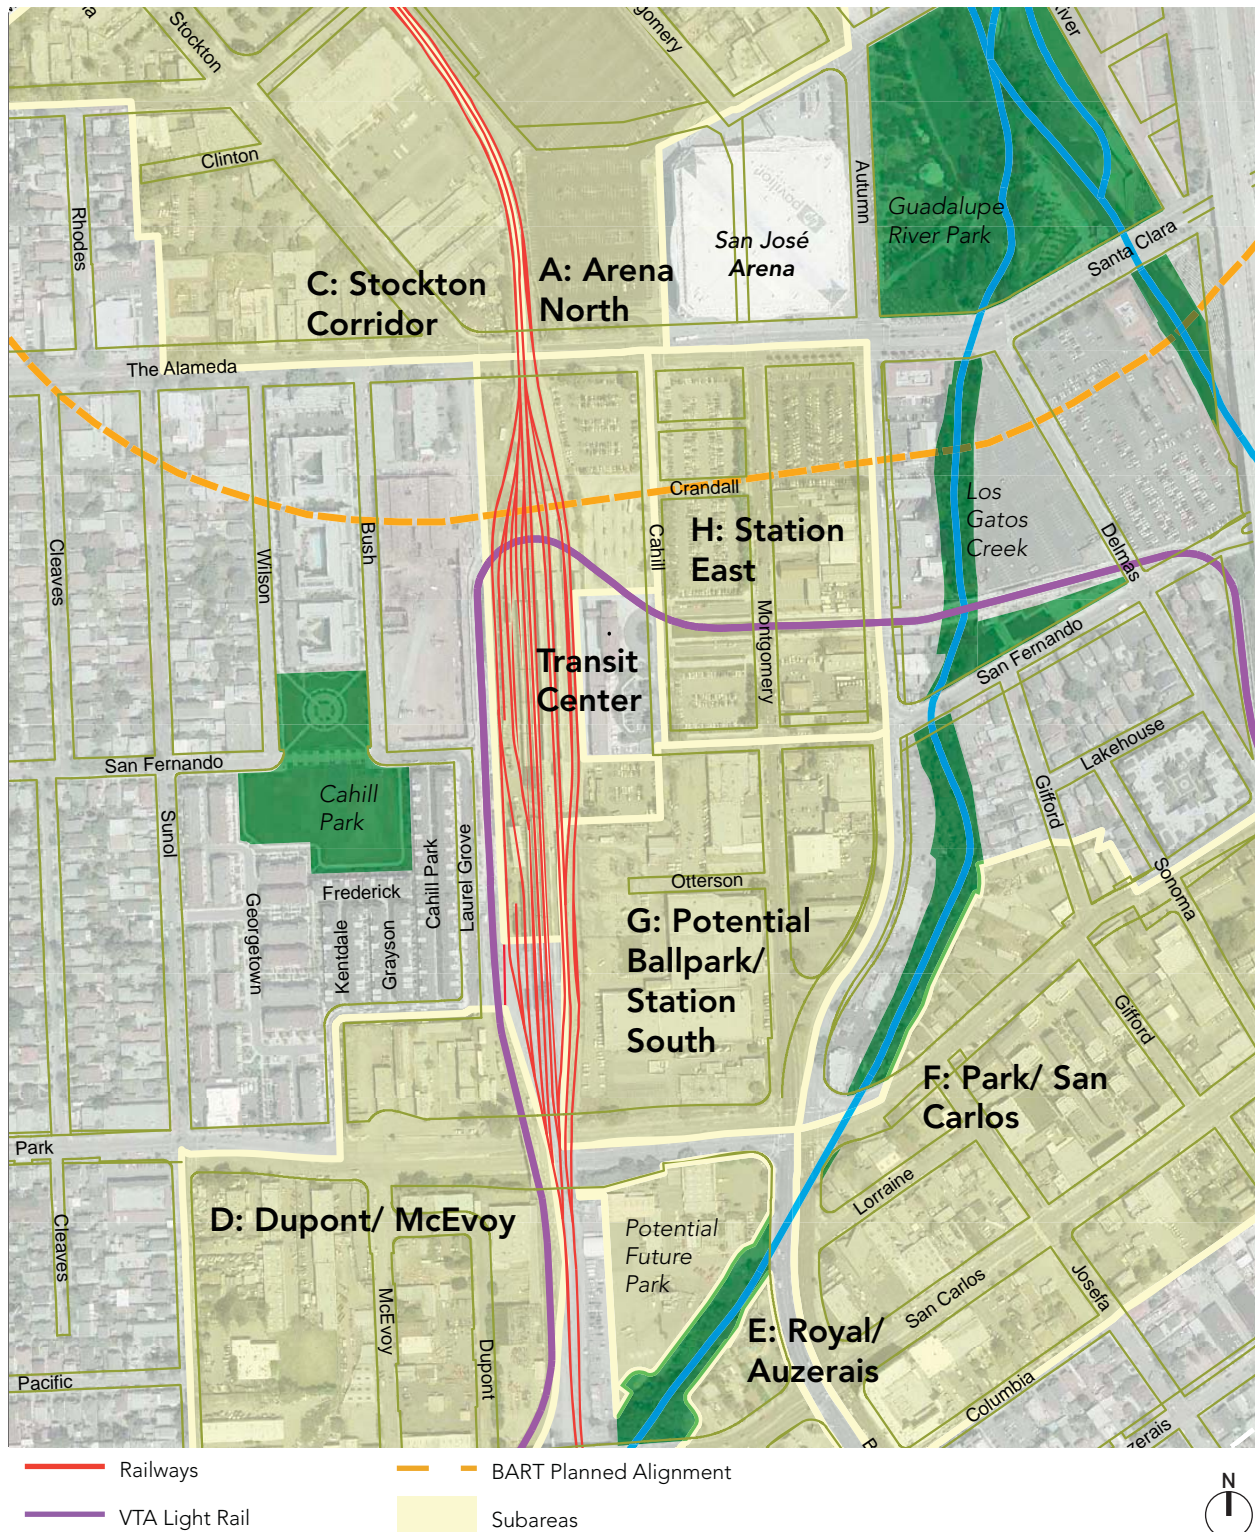 Stockton
gomery
River
Clinton
Rhodes
Autumn
Guadalupe
River Park
San José
Arena
Santa Clara
C: Stockton
Corridor
A: Arena
North
The Alameda
Crandall
Los
Gatos
Creek
Cleaves
Wilson
Bush
Cahill
H: Station
East
Delmas
Montgomery
Transit
Center
San Fernando
San Fernando
Lakehouse
Cahill
Park
Sunol
Gifford
Sonoma
Otterson
Frederick
Cahill Park
Laurel Grove
Georgetown
Kentdale
Grayson
G: Potential
Ballpark/
Station
South
Gifford
F: Park/ San
Carlos
Park
Lorraine
Cleaves
D: Dupont/ McEvoy
Potential
Future
Park
San Carlos
Josefa
McEvoy
Dupont
E: Royal/
Auzerais
Pacific
Columbia
zerais
Railways
BART Planned Alignment
N
VTA Light Rail
Subareas